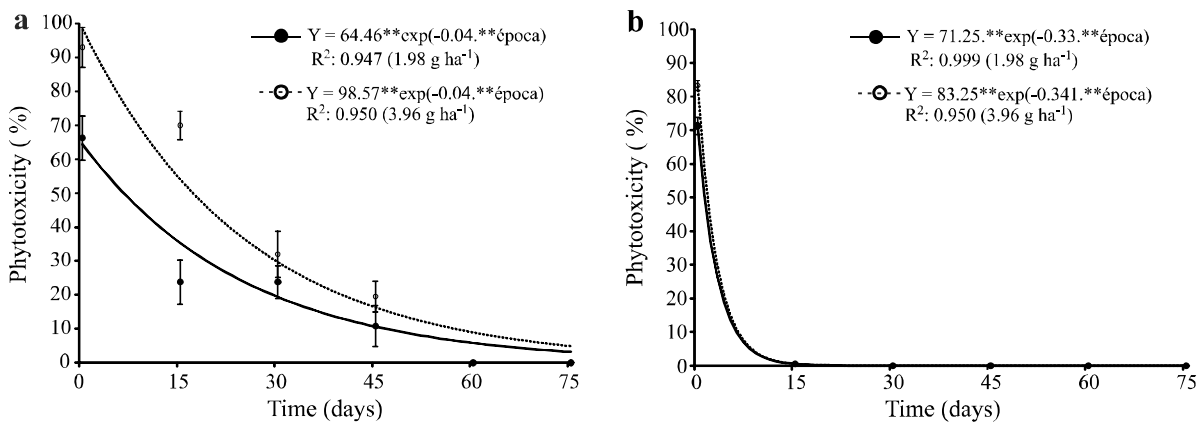 a
Y = 64.46**exp(-0.04.**época)
R²: 0.947 (1.98 g ha⁻¹)
Y = 98.57**exp(-0.04.**época)
R²: 0.950 (3.96 g ha⁻¹)
Phytotoxicity ( %)
100
90
80
70
60
50
40
30
20
10
0
0 15 30 45 60 75
Time (days)
b
Y = 71.25.**exp(-0.33.**época)
R²: 0.999 (1.98 g ha⁻¹)
Y = 83.25**exp(-0.341.**época)
R²: 0.950 (3.96 g ha⁻¹)
Phytotoxicity ( %)
100
90
80
70
60
50
40
30
20
10
0
0 15 30 45 60 75
Time (days)